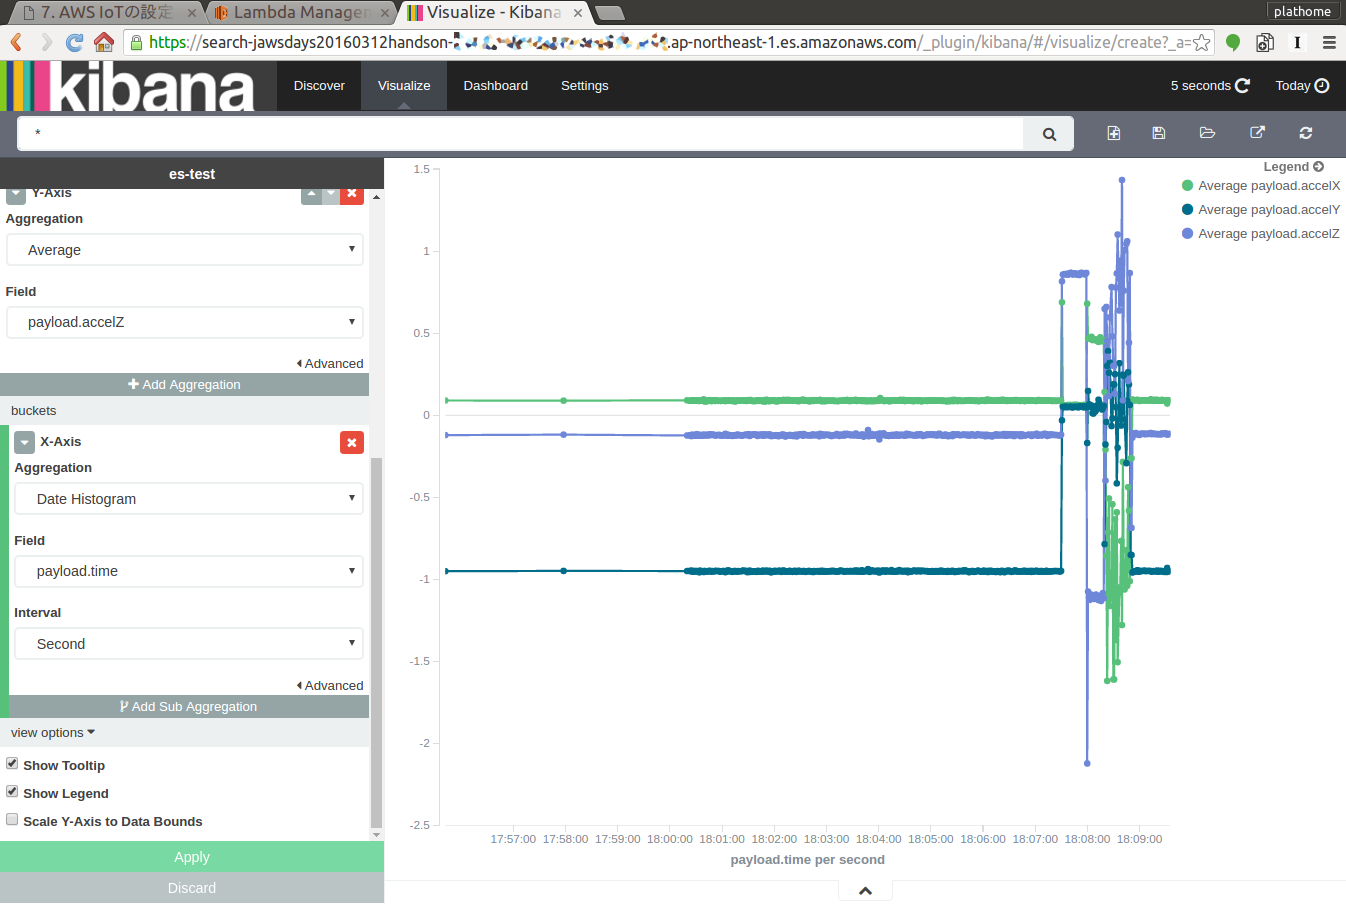 7. AWS IoTの設定
Lambda Managem
Visualize - Kibana
plathome
https://search-jawsdays20160312handson-
.ap-northeast-1.es.amazonaws.com/_plugin/kibana/#/visualize/create?_a=
kibana
Discover
Visualize
Dashboard
Settings
5 seconds
Today
*
es-test
Y-Axis
Aggregation
Average
Field
payload.accelZ
Advanced
Add Aggregation
buckets
X-Axis
Aggregation
Date Histogram
Field
payload.time
Interval
Second
Advanced
Add Sub Aggregation
view options
Show Tooltip
Show Legend
Scale Y-Axis to Data Bounds
Apply
Discard
Legend
Average payload.accelX
Average payload.accelY
Average payload.accelZ
1.5
1
0.5
0
-0.5
-1
-1.5
-2
-2.5
17:57:00 17:58:00 17:59:00 18:00:00 18:01:00 18:02:00 18:03:00 18:04:00 18:05:00 18:06:00 18:07:00 18:08:00 18:09:00
payload.time per second